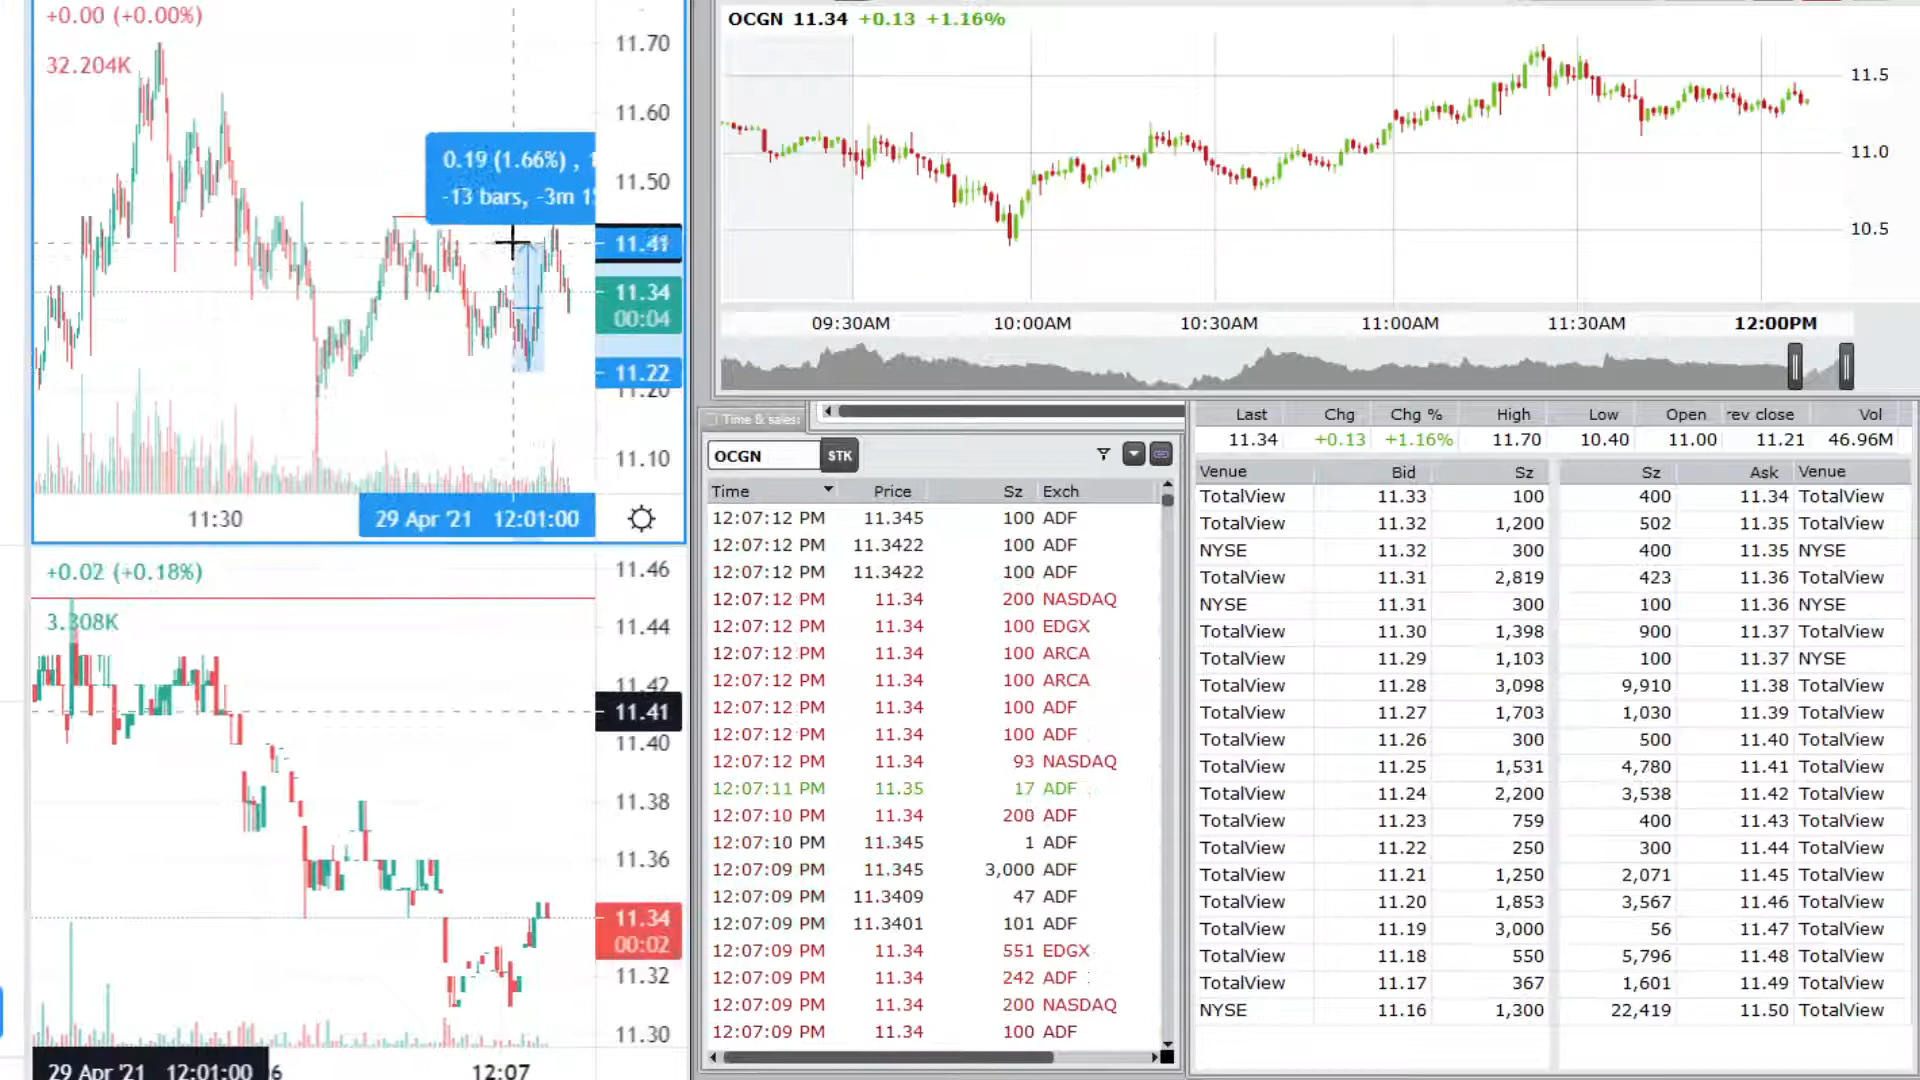 +0.00 (+0.00%)
32.204K
11.70
11.60
11.50
0.19 (1.66%) ,
-13 bars, -3m
11.41
11.34
00:04
11.22
11.20
11.10
11:30
29 Apr '21 12:01:00
+0.02 (+0.18%)
3.308K
11.46
11.44
11.42
11.41
11.40
11.38
11.36
11.34
00:02
11.32
11.30
29 Apr '21 12:01:00
12:07
OCGN 11.34 +0.13 +1.16%
11.5
11.0
10.5
09:30AM 10:00AM 10:30AM 11:00AM 11:30AM 12:00PM
Time & sales
OCGN STK
Time Price Sz Exch
12:07:12 PM 11.345 100 ADF
12:07:12 PM 11.3422 100 ADF
12:07:12 PM 11.3422 100 ADF
12:07:12 PM 11.34 200 NASDAQ
12:07:12 PM 11.34 100 EDGX
12:07:12 PM 11.34 100 ARCA
12:07:12 PM 11.34 100 ARCA
12:07:12 PM 11.34 100 ADF
12:07:12 PM 11.34 100 ADF
12:07:12 PM 11.34 93 NASDAQ
12:07:11 PM 11.35 17 ADF
12:07:10 PM 11.34 200 ADF
12:07:10 PM 11.345 1 ADF
12:07:09 PM 11.345 3,000 ADF
12:07:09 PM 11.3409 47 ADF
12:07:09 PM 11.3401 101 ADF
12:07:09 PM 11.34 551 EDGX
12:07:09 PM 11.34 242 ADF
12:07:09 PM 11.34 200 NASDAQ
12:07:09 PM 11.34 100 ADF
Last Chg Chg % High Low Open rev close Vol
11.34 +0.13 +1.16% 11.70 10.40 11.00 11.21 46.96M
Venue Bid Sz Sz Ask Venue
TotalView 11.33 100 400 11.34 TotalView
TotalView 11.32 1,200 502 11.35 TotalView
NYSE 11.32 300 400 11.35 NYSE
TotalView 11.31 2,819 423 11.36 TotalView
NYSE 11.31 300 100 11.36 NYSE
TotalView 11.30 1,398 900 11.37 TotalView
TotalView 11.29 1,103 100 11.37 NYSE
TotalView 11.28 3,098 9,910 11.38 TotalView
TotalView 11.27 1,703 1,030 11.39 TotalView
TotalView 11.26 300 500 11.40 TotalView
TotalView 11.25 1,531 4,780 11.41 TotalView
TotalView 11.24 2,200 3,538 11.42 TotalView
TotalView 11.23 759 400 11.43 TotalView
TotalView 11.22 250 300 11.44 TotalView
TotalView 11.21 1,250 2,071 11.45 TotalView
TotalView 11.20 1,853 3,567 11.46 TotalView
TotalView 11.19 3,000 56 11.47 TotalView
TotalView 11.18 550 5,796 11.48 TotalView
TotalView 11.17 367 1,601 11.49 TotalView
NYSE 11.16 1,300 22,419 11.50 TotalView